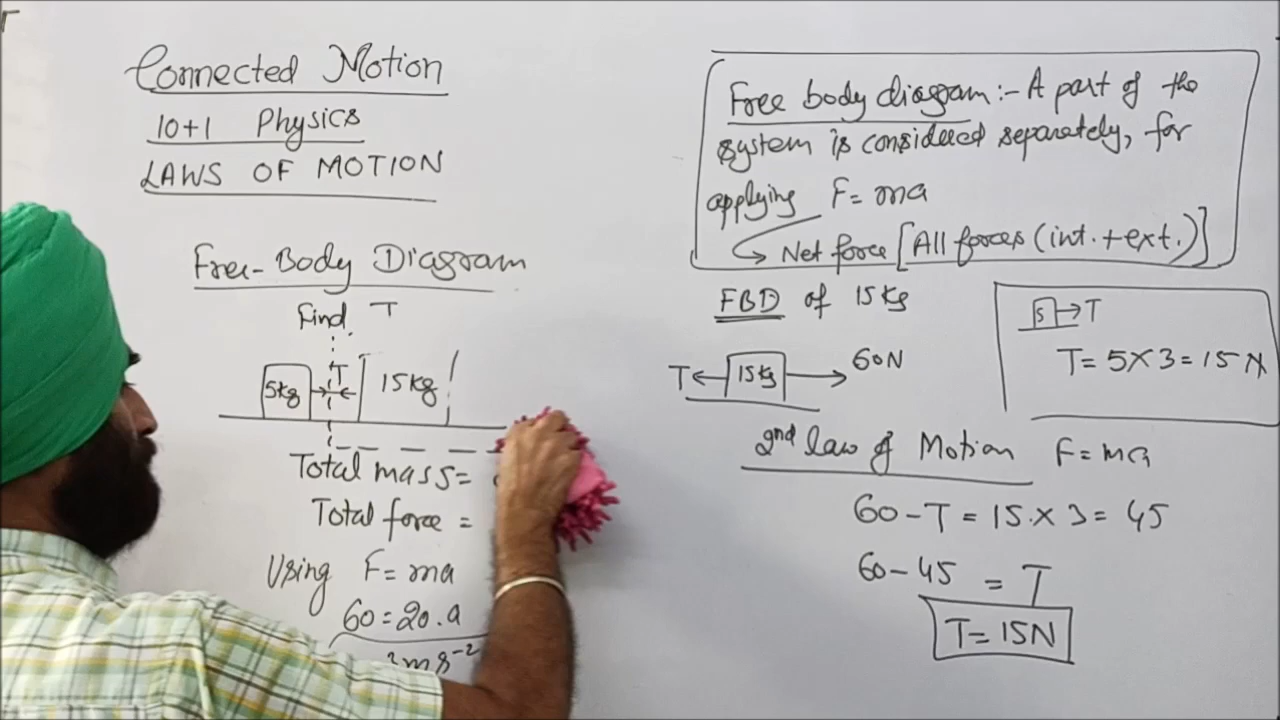 Connected Motion
10+1 Physics
LAWS OF MOTION
Free-Body Diagram
Find T
5kg T 15kg
Total mass=
Total force =
Using F=ma
60=20.a
3ms⁻²
Free body diagram:- A part of the
system is considered separately, for
applying F=ma
Net force [All forces (int.+ext.)]
FBD of 15kg
T 15kg 60N
5 T
T= 5×3=15N
2nd law of Motion F=ma
60-T = 15×3= 45
60-45 = T
T=15N